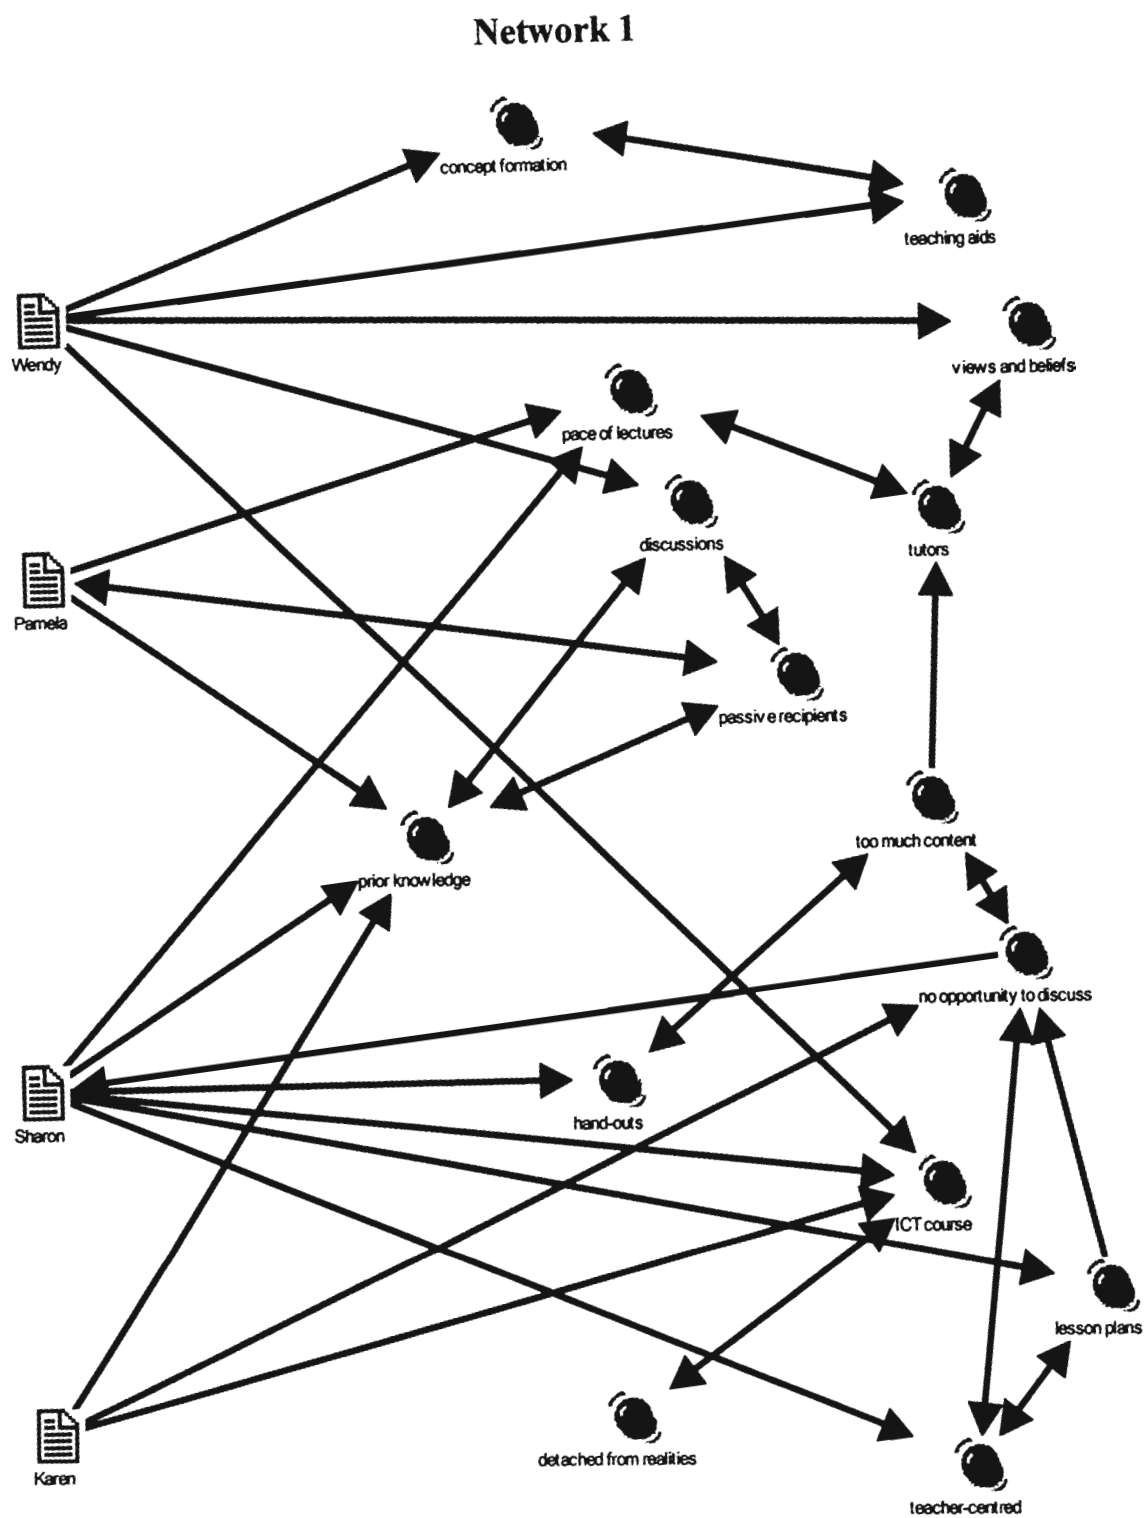 Network 1
concept formation
teaching aids
Wendy
views and beliefs
pace of lectures
discussions
tutors
Pamela
passive recipients
too much content
prior knowledge
no opportunity to discuss
hand-outs
Sharon
ICT course
lesson plans
detached from realities
Karen
teacher-centred